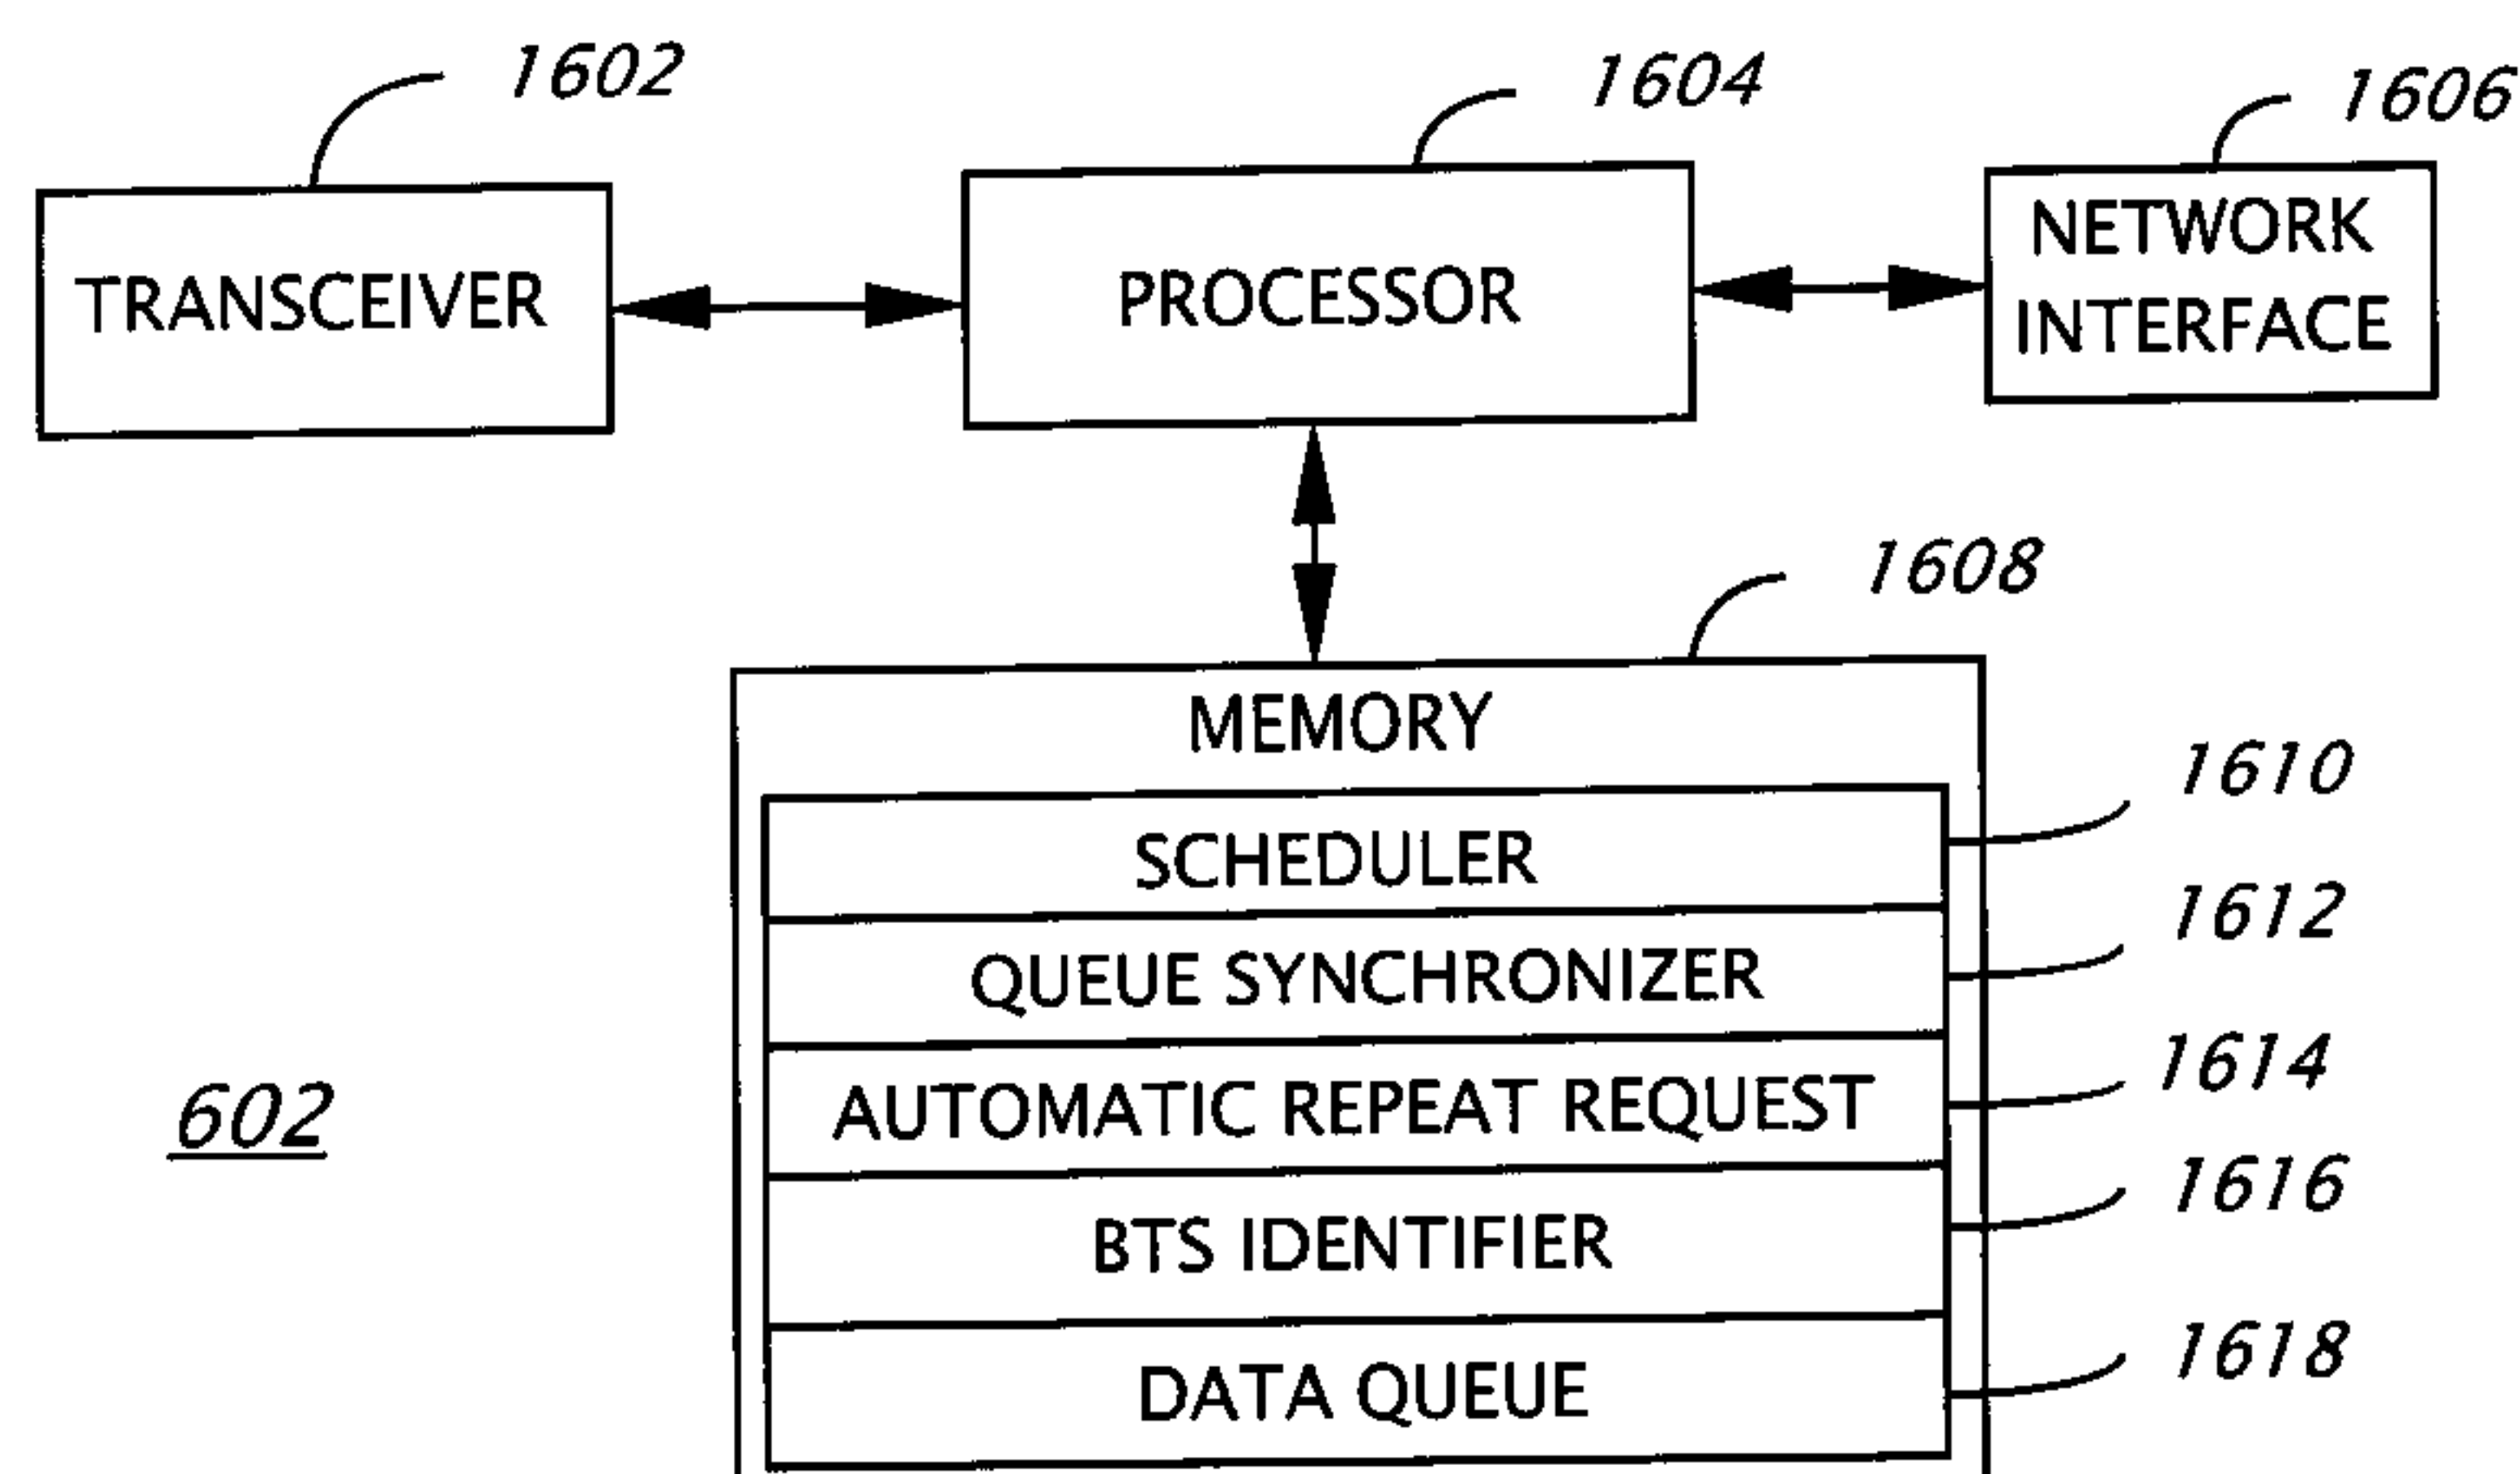 1602
1604
1606
TRANSCEIVER
PROCESSOR
NETWORK
INTERFACE
1608
MEMORY
1610
SCHEDULER
1612
QUEUE SYNCHRONIZER
1614
AUTOMATIC REPEAT REQUEST
602
1616
BTS IDENTIFIER
1618
DATA QUEUE